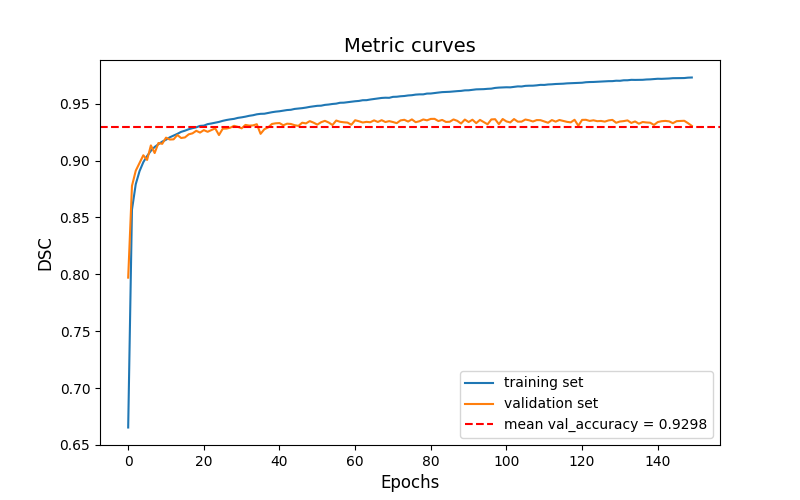 Metric curves
DSC
0.95
0.90
0.85
0.80
0.75
0.70
0.65
training set
validation set
mean val_accuracy = 0.9298
0 20 40 60 80 100 120 140
Epochs